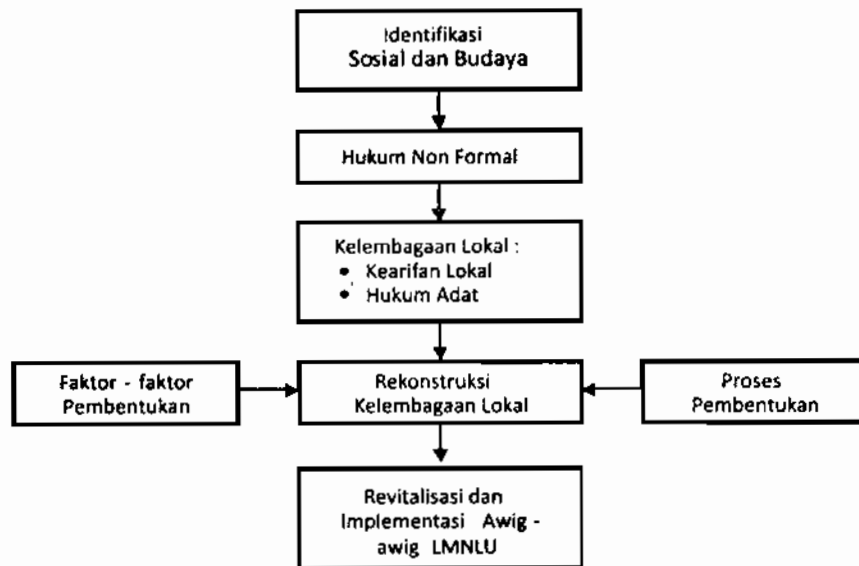 Identifikasi
Sosial dan Budaya
Hukum Non Formal
Kelembagaan Lokal :
• Kearifan Lokal
• Hukum Adat
Faktor - faktor
Pembentukan
Rekonstruksi
Kelembagaan Lokal
Proses
Pembentukan
Revitalisasi dan
Implementasi Awig -
awig LMNLU